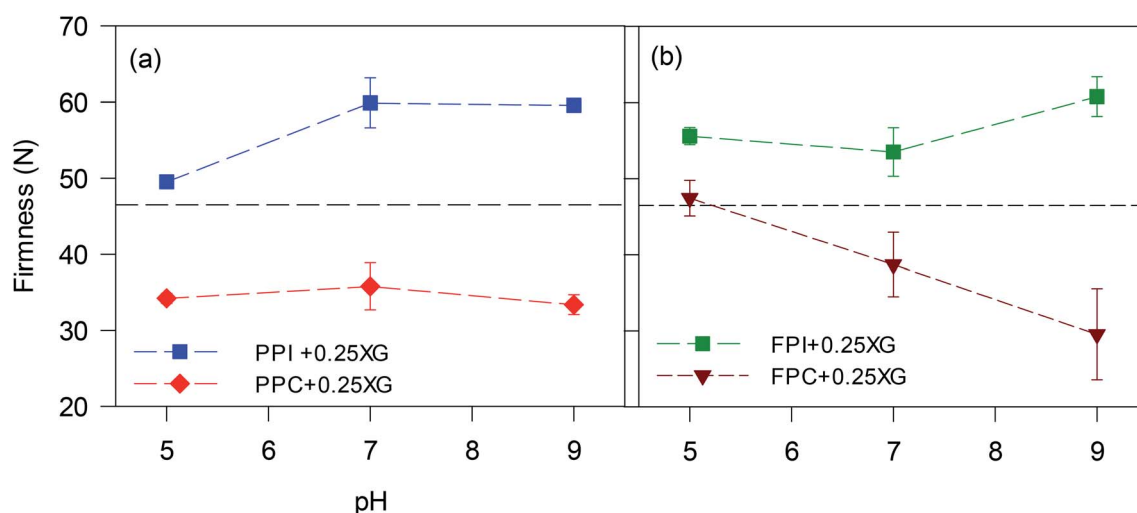 70
60
50
40
30
20
Firmness (N)
(a)
PPI +0.25XG
PPC+0.25XG
5 6 7 8 9
pH
(b)
FPI+0.25XG
FPC+0.25XG
5 6 7 8 9